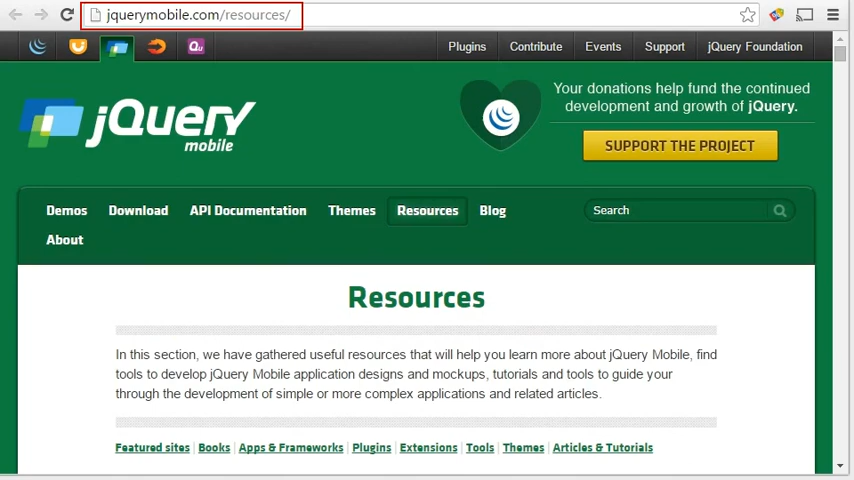 jquerymobile.com/resources/
Qu Plugins Contribute Events Support jQuery Foundation
Your donations help fund the continued
development and growth of jQuery.
jQuery
mobile
SUPPORT THE PROJECT
Demos Download API Documentation Themes Resources Blog Search
About
Resources
In this section, we have gathered useful resources that will help you learn more about jQuery Mobile, find
tools to develop jQuery Mobile application designs and mockups, tutorials and tools to guide your
through the development of simple or more complex applications and related articles.
Featured sites | Books | Apps & Frameworks | Plugins | Extensions | Tools | Themes | Articles & Tutorials